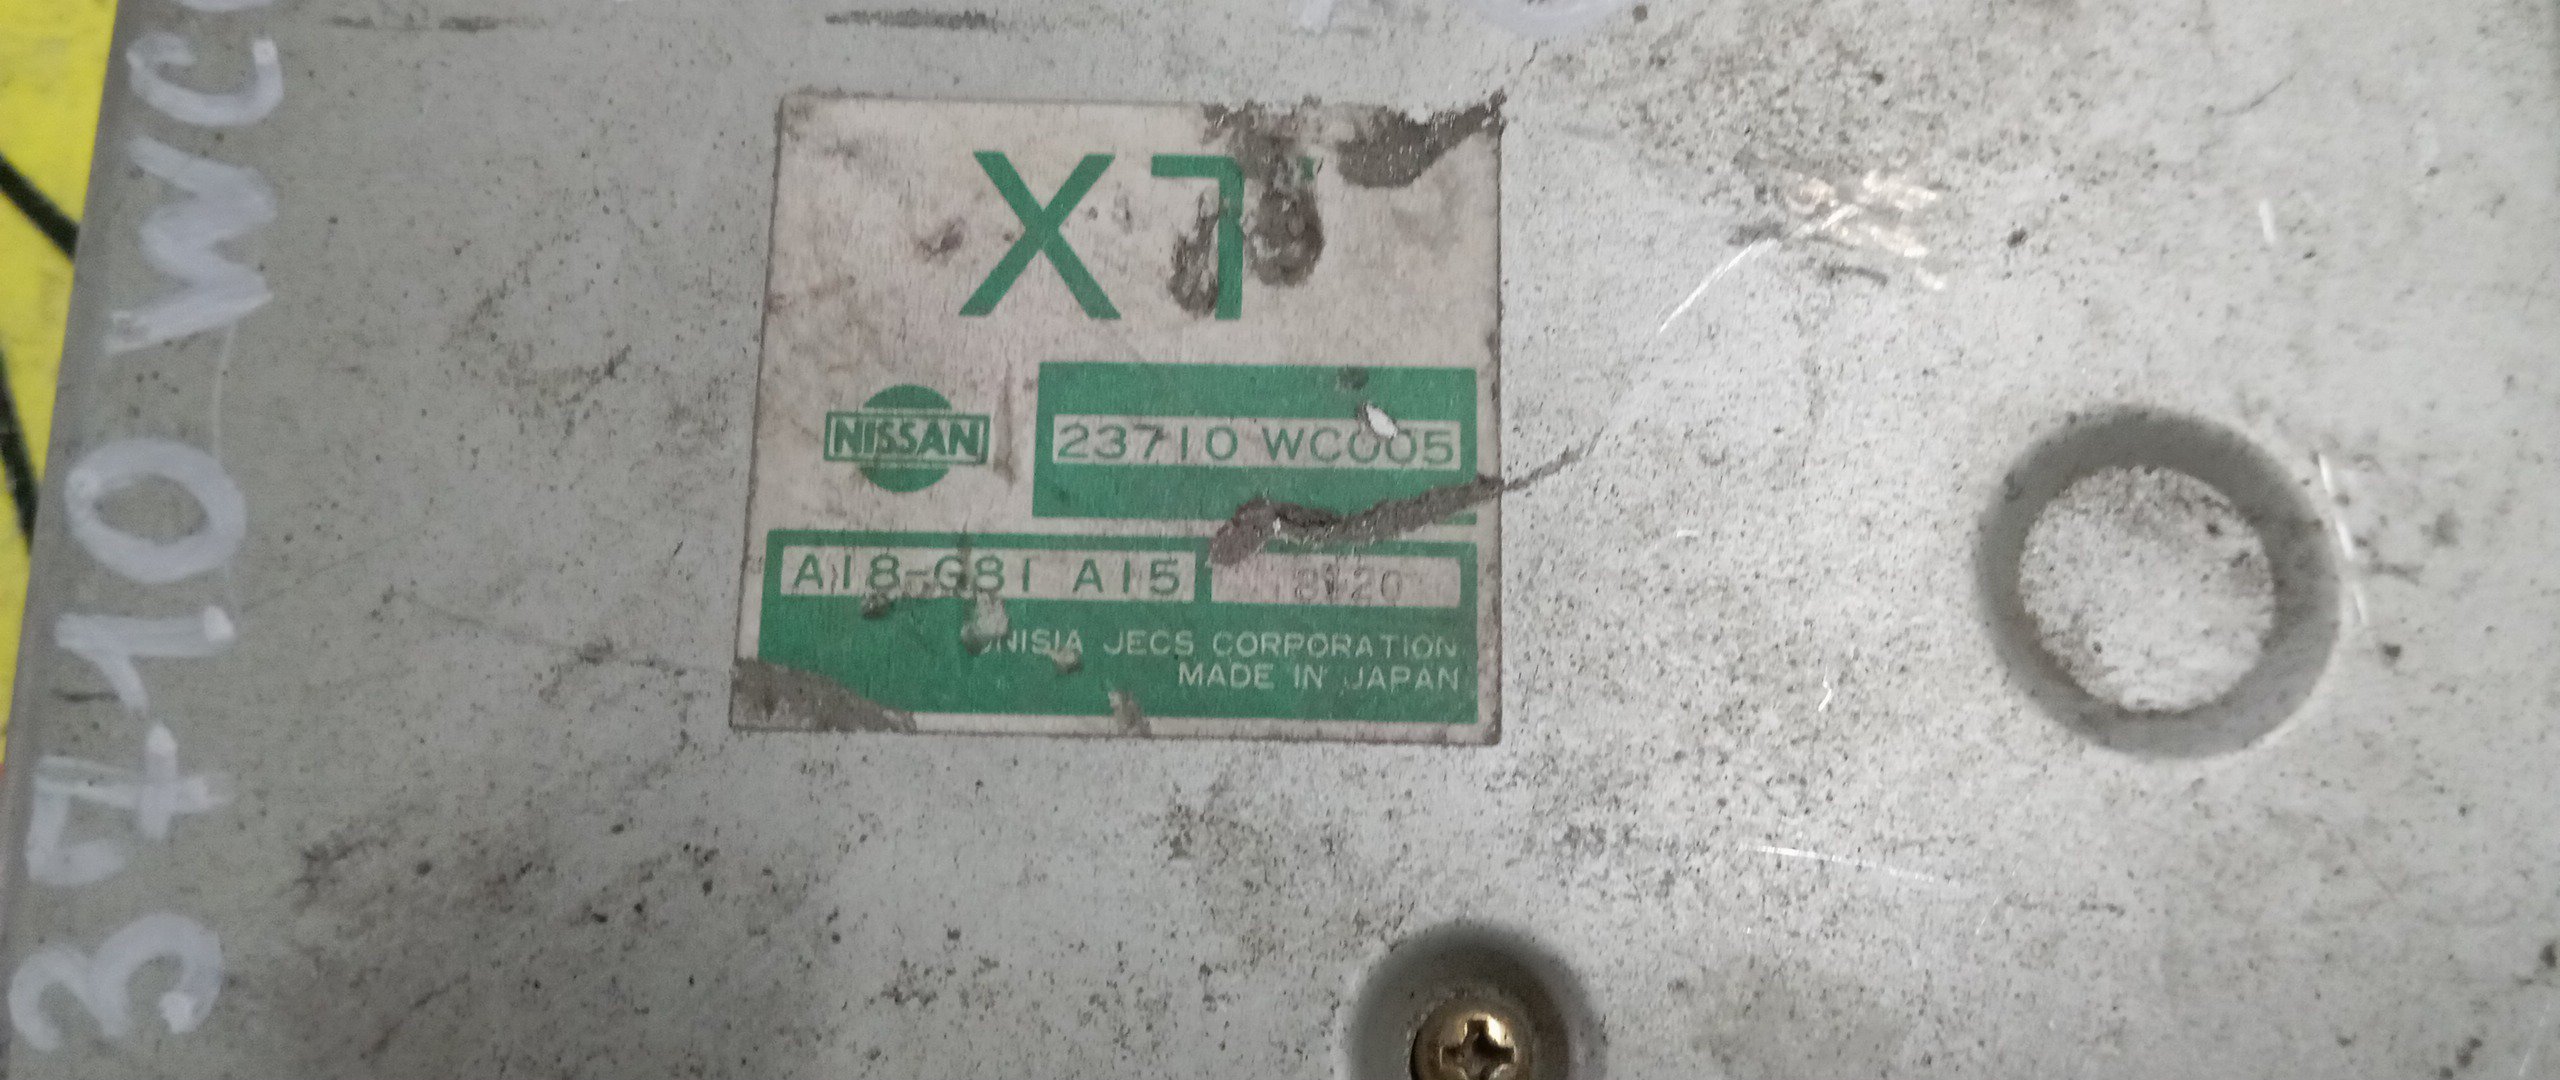 X7
NISSAN
23710 WC005
A18-G81 A15
UNISIA JECS CORPORATION
MADE IN JAPAN
3710 WC